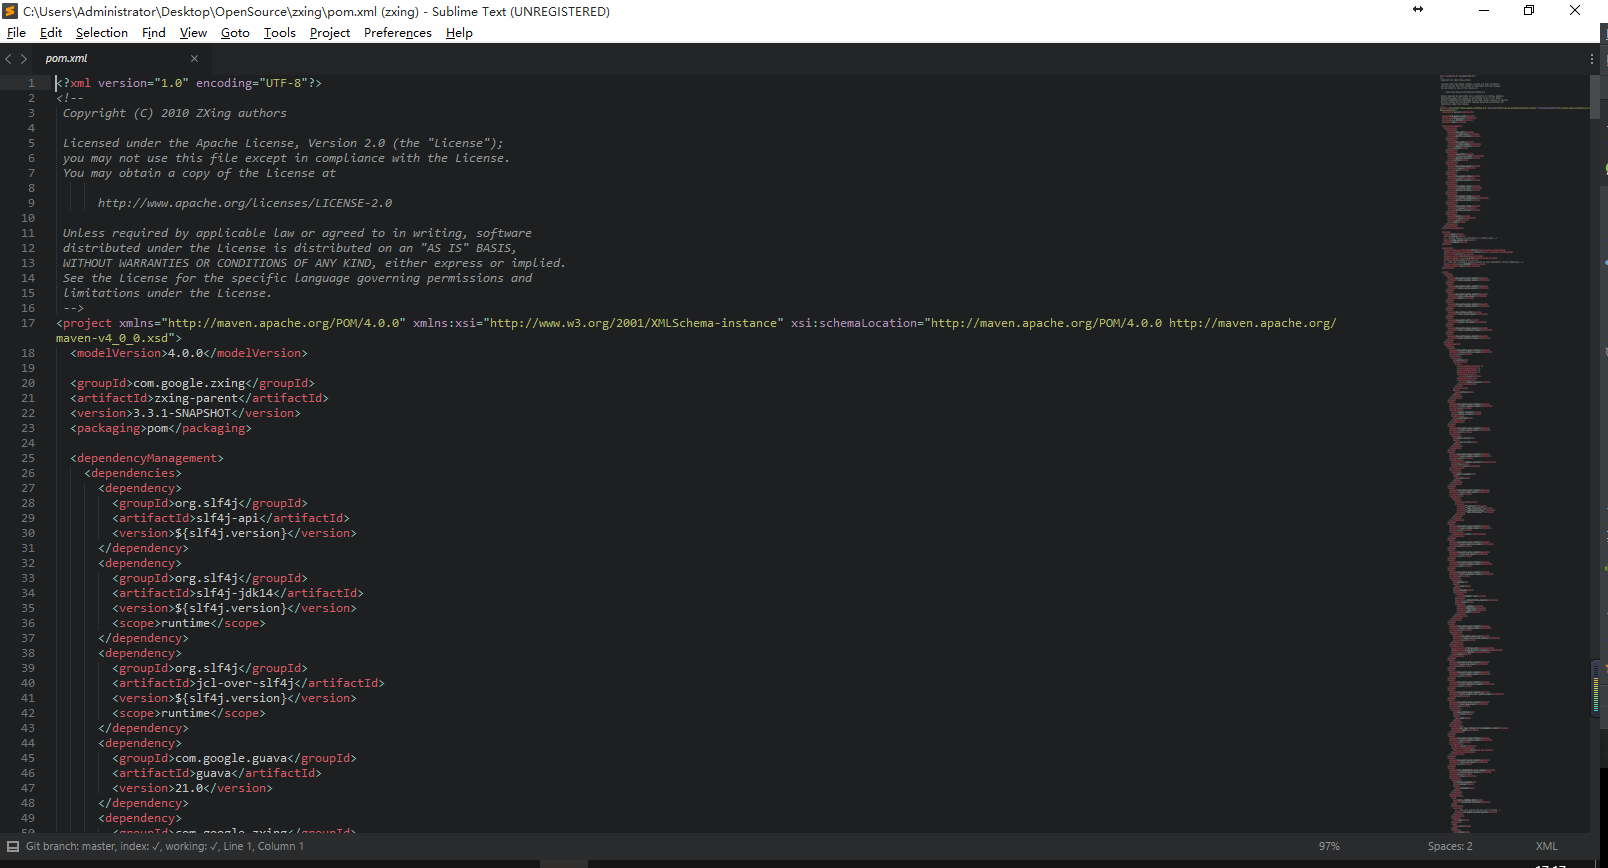 C:\Users\Administrator\Desktop\OpenSource\zxing\pom.xml (zxing) - Sublime Text (UNREGISTERED)
File Edit Selection Find View Goto Tools Project Preferences Help
pom.xml
1 <?xml version="1.0" encoding="UTF-8"?>
2 <!--
3 Copyright (C) 2010 ZXing authors
4
5 Licensed under the Apache License, Version 2.0 (the "License");
6 you may not use this file except in compliance with the License.
7 You may obtain a copy of the License at
8
9 http://www.apache.org/licenses/LICENSE-2.0
10
11 Unless required by applicable law or agreed to in writing, software
12 distributed under the License is distributed on an "AS IS" BASIS,
13 WITHOUT WARRANTIES OR CONDITIONS OF ANY KIND, either express or implied.
14 See the License for the specific language governing permissions and
15 limitations under the License.
16 -->
17 <project xmlns="http://maven.apache.org/POM/4.0.0" xmlns:xsi="http://www.w3.org/2001/XMLSchema-instance" xsi:schemaLocation="http://maven.apache.org/POM/4.0.0 http://maven.apache.org/
maven-v4_0_0.xsd">
18 <modelVersion>4.0.0</modelVersion>
19
20 <groupId>com.google.zxing</groupId>
21 <artifactId>zxing-parent</artifactId>
22 <version>3.3.1-SNAPSHOT</version>
23 <packaging>pom</packaging>
24
25 <dependencyManagement>
26 <dependencies>
27 <dependency>
28 <groupId>org.slf4j</groupId>
29 <artifactId>slf4j-api</artifactId>
30 <version>${slf4j.version}</version>
31 </dependency>
32 <dependency>
33 <groupId>org.slf4j</groupId>
34 <artifactId>slf4j-jdk14</artifactId>
35 <version>${slf4j.version}</version>
36 <scope>runtime</scope>
37 </dependency>
38 <dependency>
39 <groupId>org.slf4j</groupId>
40 <artifactId>jcl-over-slf4j</artifactId>
41 <version>${slf4j.version}</version>
42 <scope>runtime</scope>
43 </dependency>
44 <dependency>
45 <groupId>com.google.guava</groupId>
46 <artifactId>guava</artifactId>
47 <version>21.0</version>
48 </dependency>
49 <dependency>
50 <groupId>com.google.zxing</groupId>
Git branch: master, index: ✓, working: ✓, Line 1, Column 1 97% Spaces: 2 XML